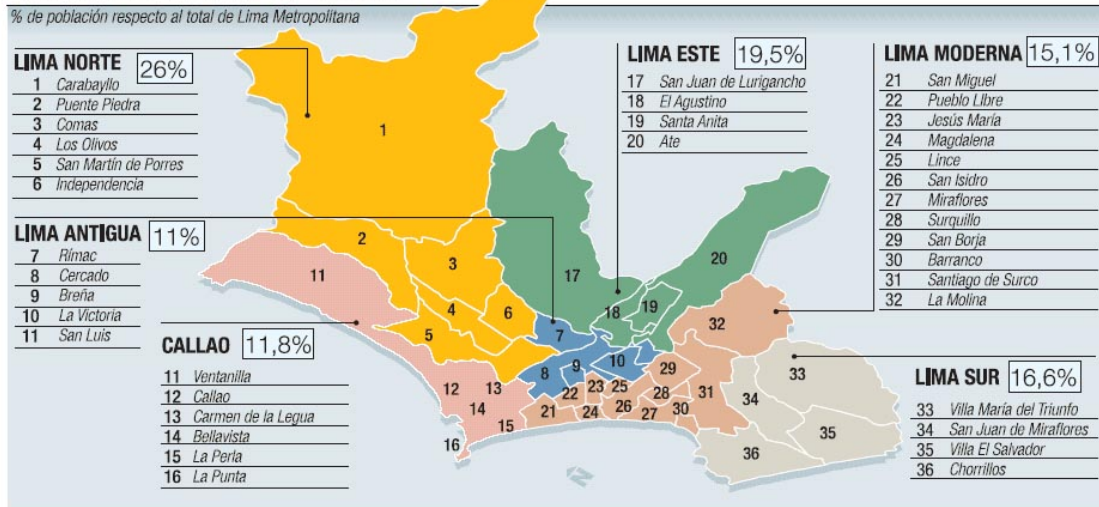 % de población respecto al total de Lima Metropolitana
LIMA NORTE 26%
1 Carabayllo
2 Puente Piedra
3 Comas
4 Los Olivos
5 San Martín de Porres
6 Independencia
LIMA ANTIGUA 11%
7 Rímac
8 Cercado
9 Breña
10 La Victoria
11 San Luis
CALLAO 11,8%
11 Ventanilla
12 Callao
13 Carmen de la Legua
14 Bellavista
15 La Perla
16 La Punta
LIMA ESTE 19,5%
17 San Juan de Lurigancho
18 El Agustino
19 Santa Anita
20 Ate
LIMA MODERNA 15,1%
21 San Miguel
22 Pueblo LIbre
23 Jesús María
24 Magdalena
25 Lince
26 San Isidro
27 Miraflores
28 Surquillo
29 San Borja
30 Barranco
31 Santiago de Surco
32 La Molina
LIMA SUR 16,6%
33 Villa María del Triunfo
34 San Juan de Miraflores
35 Villa El Salvador
36 Chorrillos
1
2
3
11
17
20
4
6
18
19
5
7
32
8
9
10
29
33
12
13
22
23
25
28
31
34
14
21
24
26
27
30
35
15
16
36
N